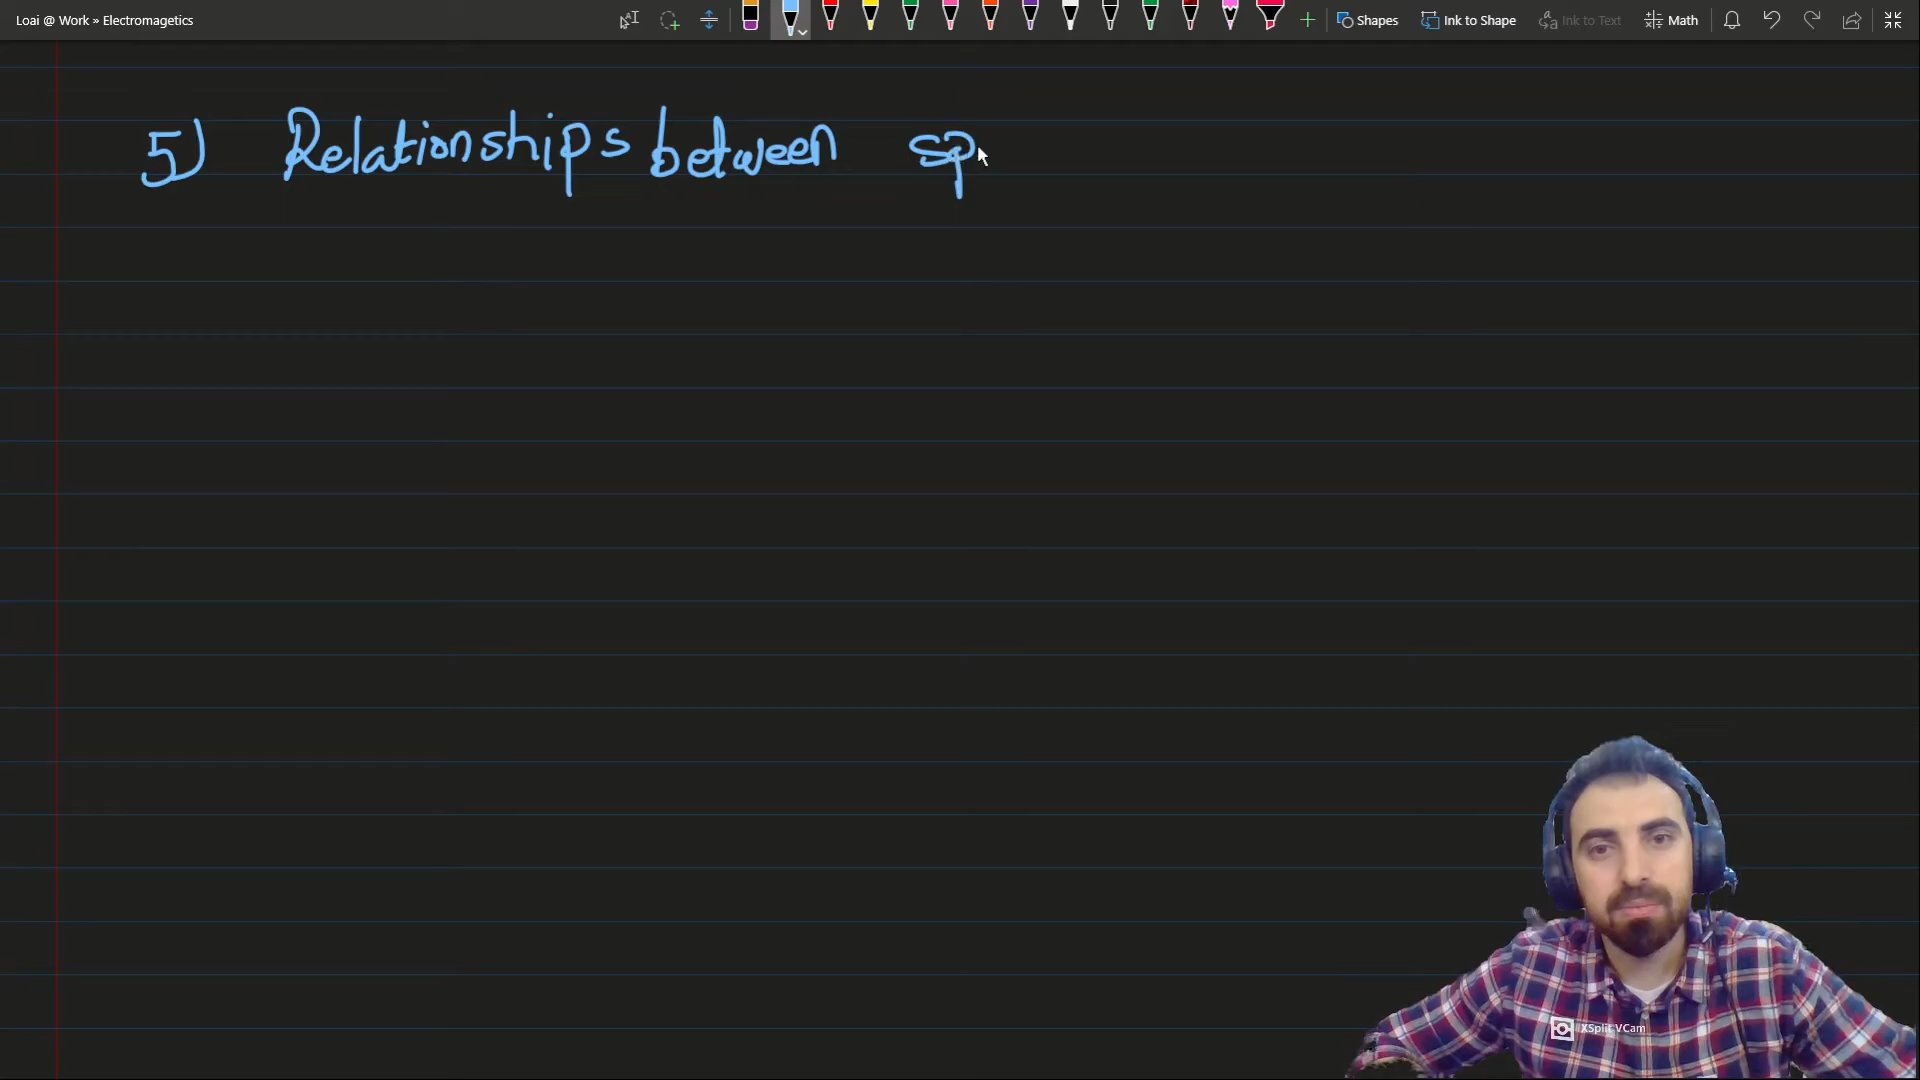 Loai @ Work » Electromagetics
Shapes Ink to Shape Ink to Text Math
5) Relationships between sp
XSplit VCam